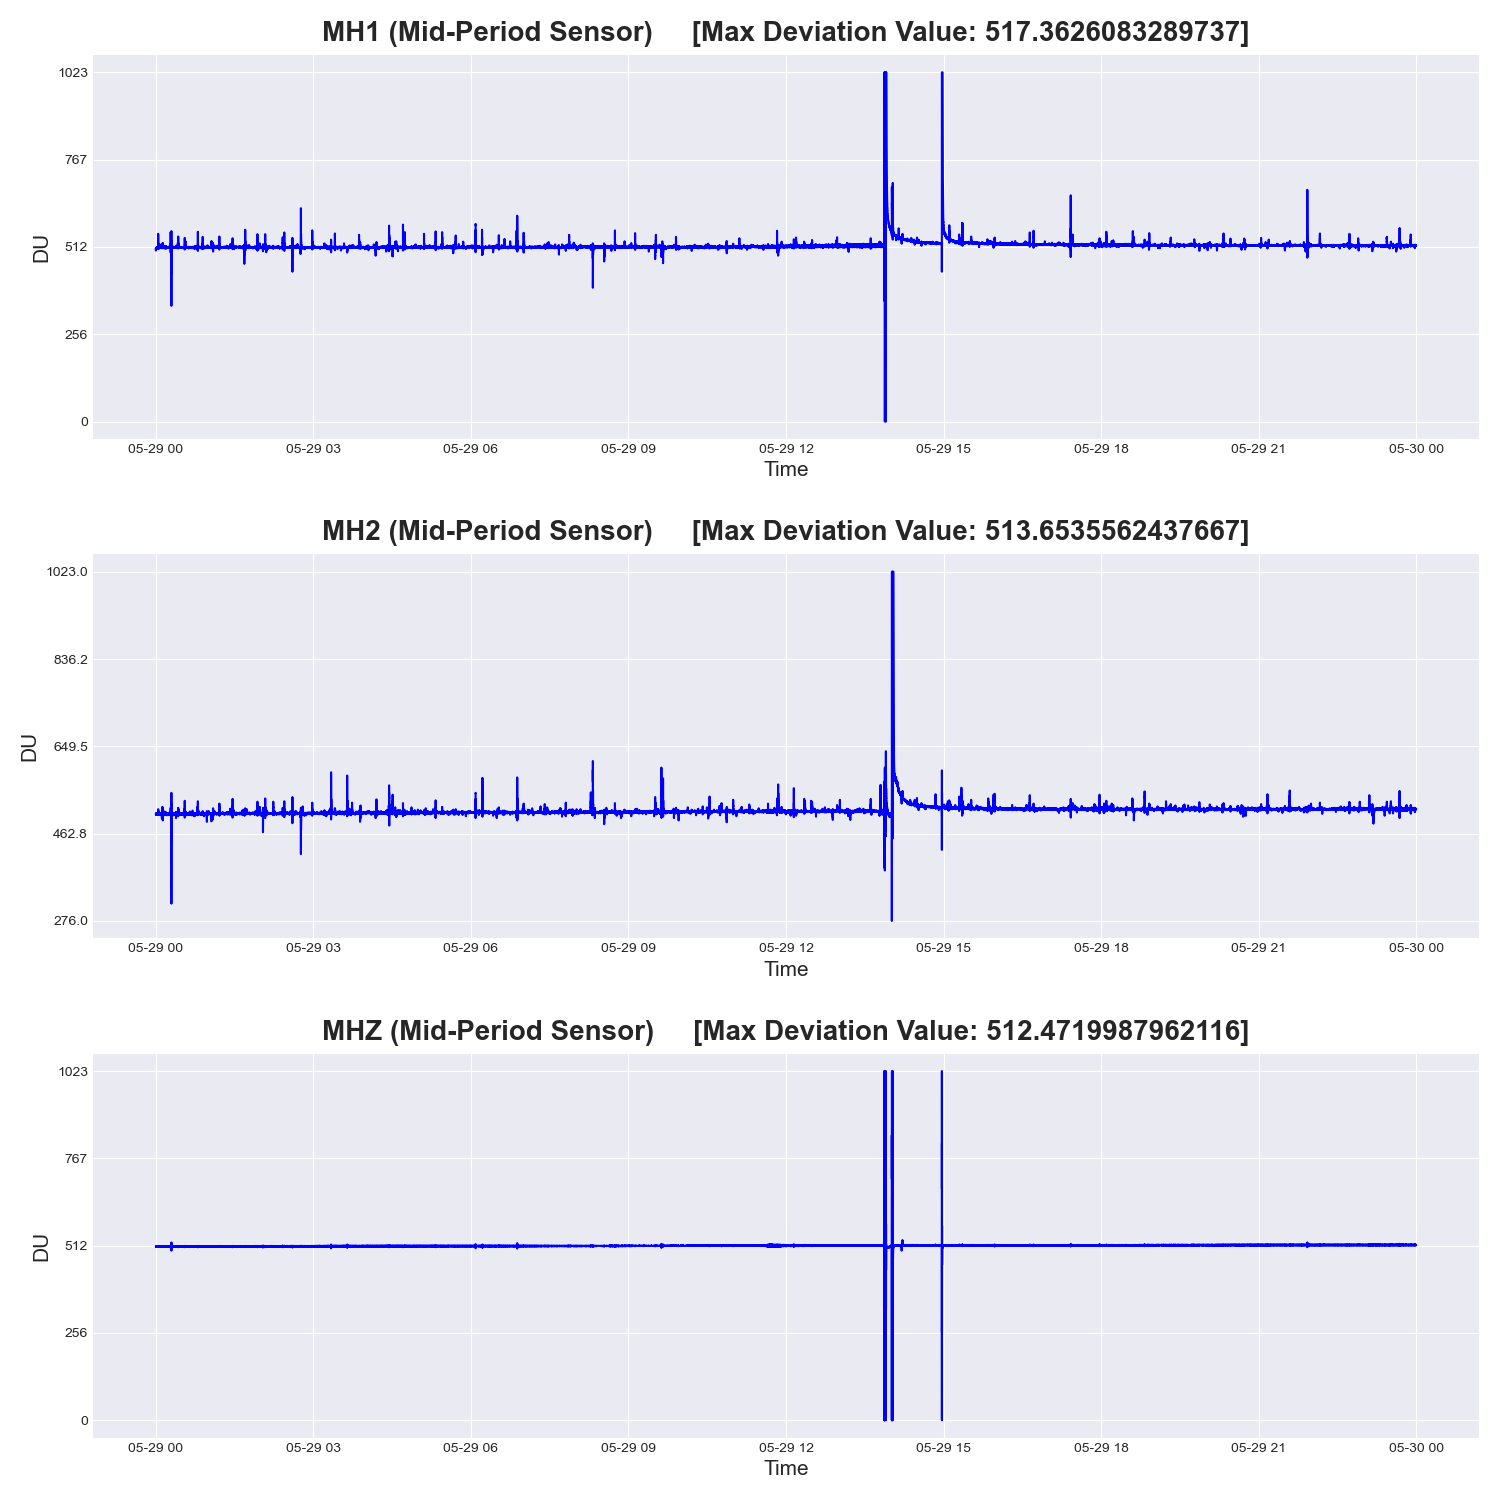 MH1 (Mid-Period Sensor) [Max Deviation Value: 517.3626083289737]
1023
767
512
256
0
DU
05-29 00 05-29 03 05-29 06 05-29 09 05-29 12 05-29 15 05-29 18 05-29 21 05-30 00
Time
MH2 (Mid-Period Sensor) [Max Deviation Value: 513.6535562437667]
1023.0
836.2
649.5
462.8
276.0
DU
05-29 00 05-29 03 05-29 06 05-29 09 05-29 12 05-29 15 05-29 18 05-29 21 05-30 00
Time
MHZ (Mid-Period Sensor) [Max Deviation Value: 512.4719987962116]
1023
767
512
256
0
DU
05-29 00 05-29 03 05-29 06 05-29 09 05-29 12 05-29 15 05-29 18 05-29 21 05-30 00
Time